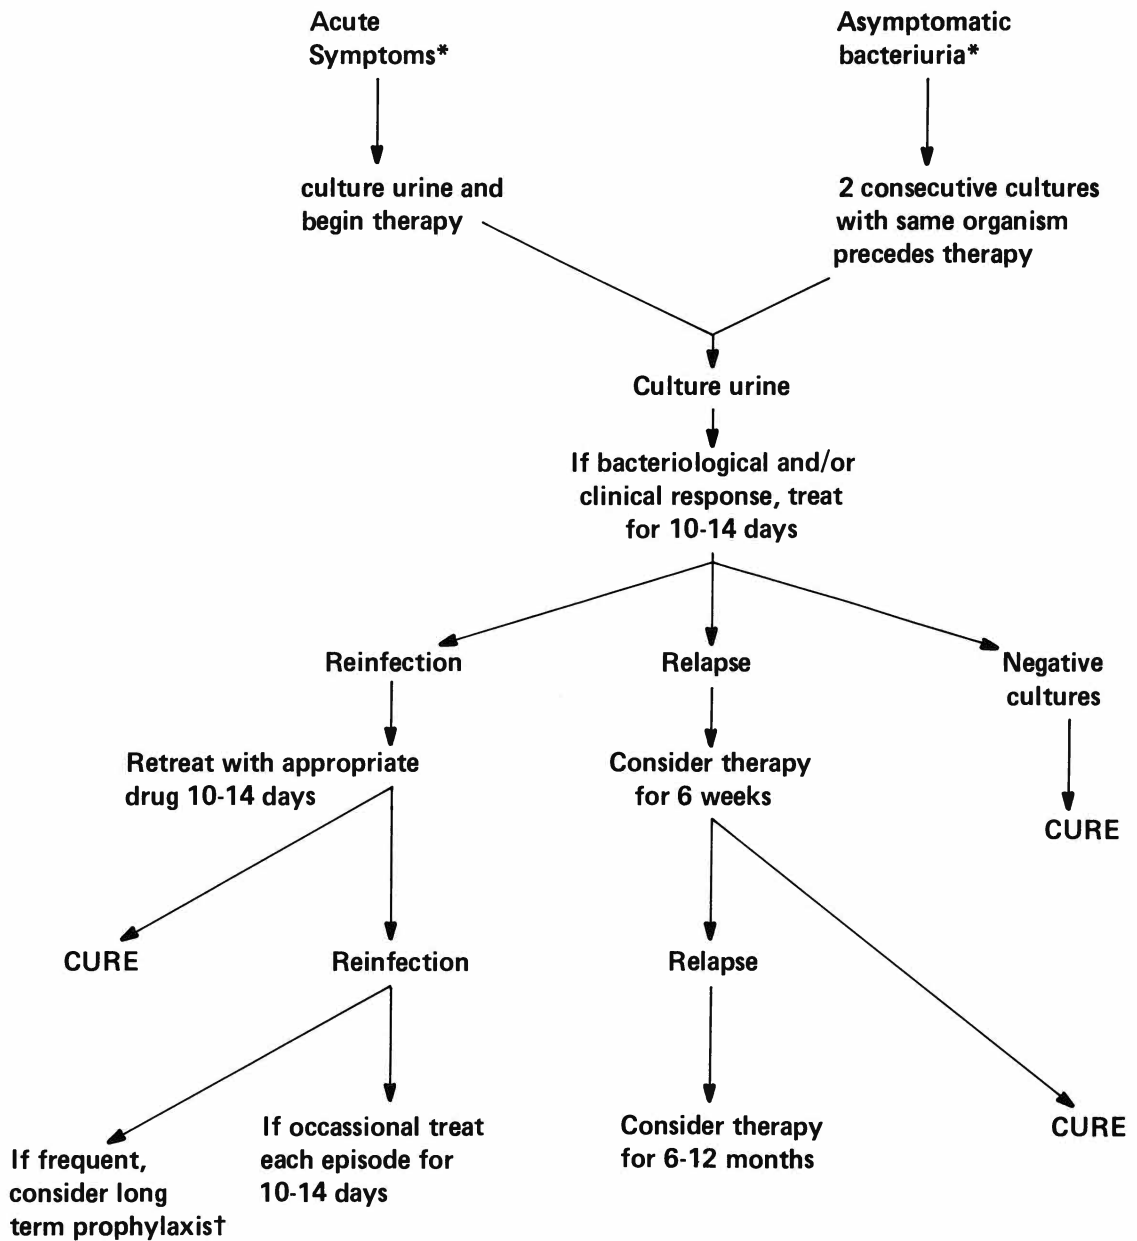 Acute
Symptoms*
Asymptomatic
bacteriuria*
culture urine and
begin therapy
2 consecutive cultures
with same organism
precedes therapy
Culture urine
If bacteriological and/or
clinical response, treat
for 10-14 days
Reinfection
Relapse
Negative
cultures
Retreat with appropriate
drug 10-14 days
Consider therapy
for 6 weeks
CURE
CURE
Reinfection
Relapse
If frequent,
consider long
term prophylaxis†
If occassional treat
each episode for
10-14 days
Consider therapy
for 6-12 months
CURE